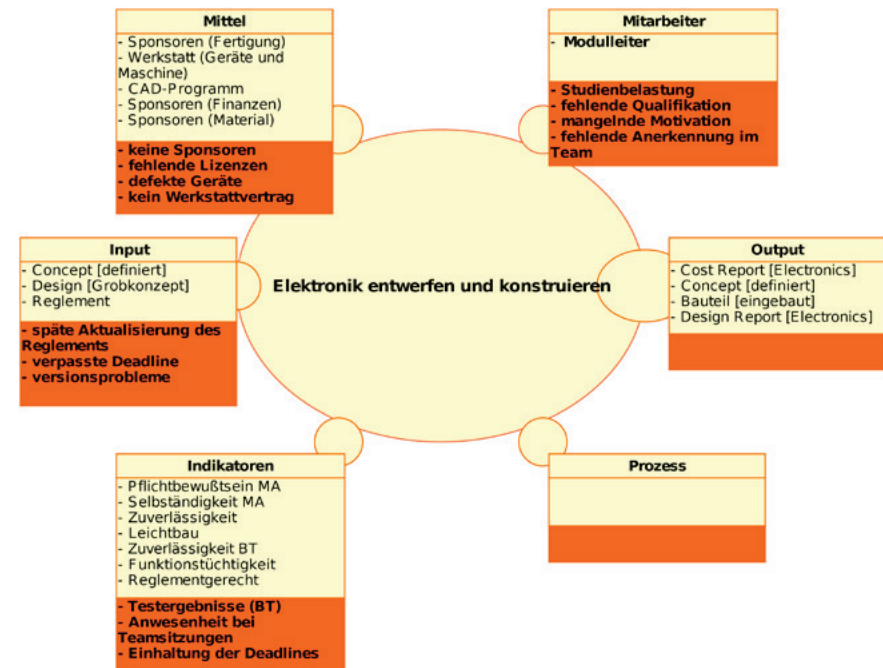 Mittel
- Sponsoren (Fertigung)
- Werkstatt (Geräte und
Maschine)
- CAD-Programm
- Sponsoren (Finanzen)
- Sponsoren (Material)
- keine Sponsoren
- fehlende Lizenzen
- defekte Geräte
- kein Werkstattvertrag
Mitarbeiter
- Modulleiter
- Studienbelastung
- fehlende Qualifikation
- mangelnde Motivation
- fehlende Anerkennung im
Team
Input
- Concept [definiert]
- Design [Grobkonzept]
- Reglement
- späte Aktualisierung des
Reglements
- verpasste Deadline
- versionsprobleme
Elektronik entwerfen und konstruieren
Output
- Cost Report [Electronics]
- Concept [definiert]
- Bauteil [eingebaut]
- Design Report [Electronics]
Indikatoren
- Pflichtbewußtsein MA
- Selbständigkeit MA
- Zuverlässigkeit
- Leichtbau
- Zuverlässigkeit BT
- Funktionstüchtigkeit
- Reglementgerecht
- Testergebnisse (BT)
- Anwesenheit bei
Teamsitzungen
- Einhaltung der Deadlines
Prozess